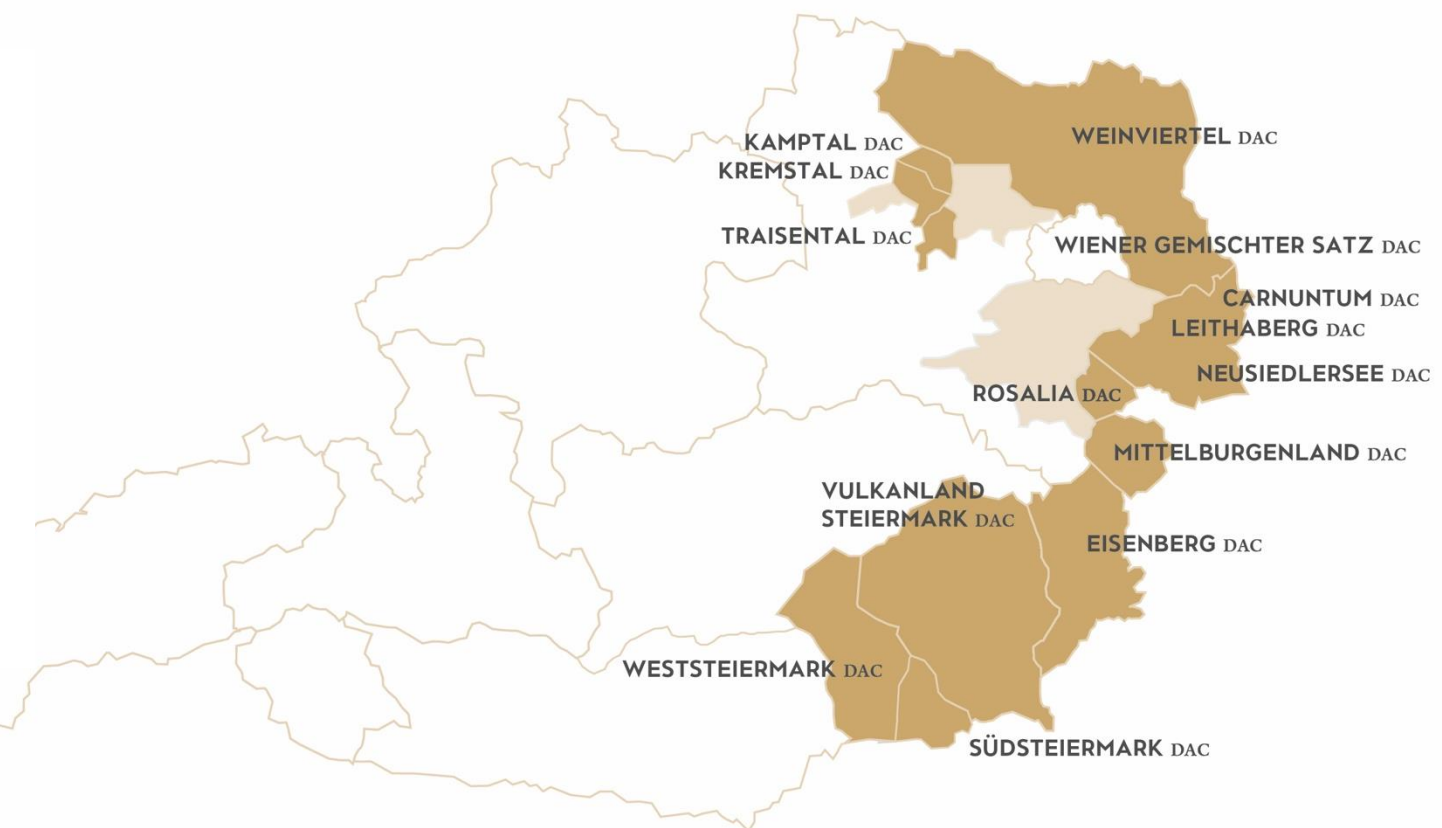 WEINVIERTEL DAC
KAMPTAL DAC
KREMSTAL DAC
TRAISENTAL DAC
WIENER GEMISCHTER SATZ DAC
CARNUNTUM DAC
LEITHABERG DAC
NEUSIEDLERSEE DAC
ROSALIA DAC
MITTELBURGENLAND DAC
VULKANLAND
STEIERMARK DAC
EISENBERG DAC
WESTSTEIERMARK DAC
SÜDSTEIERMARK DAC